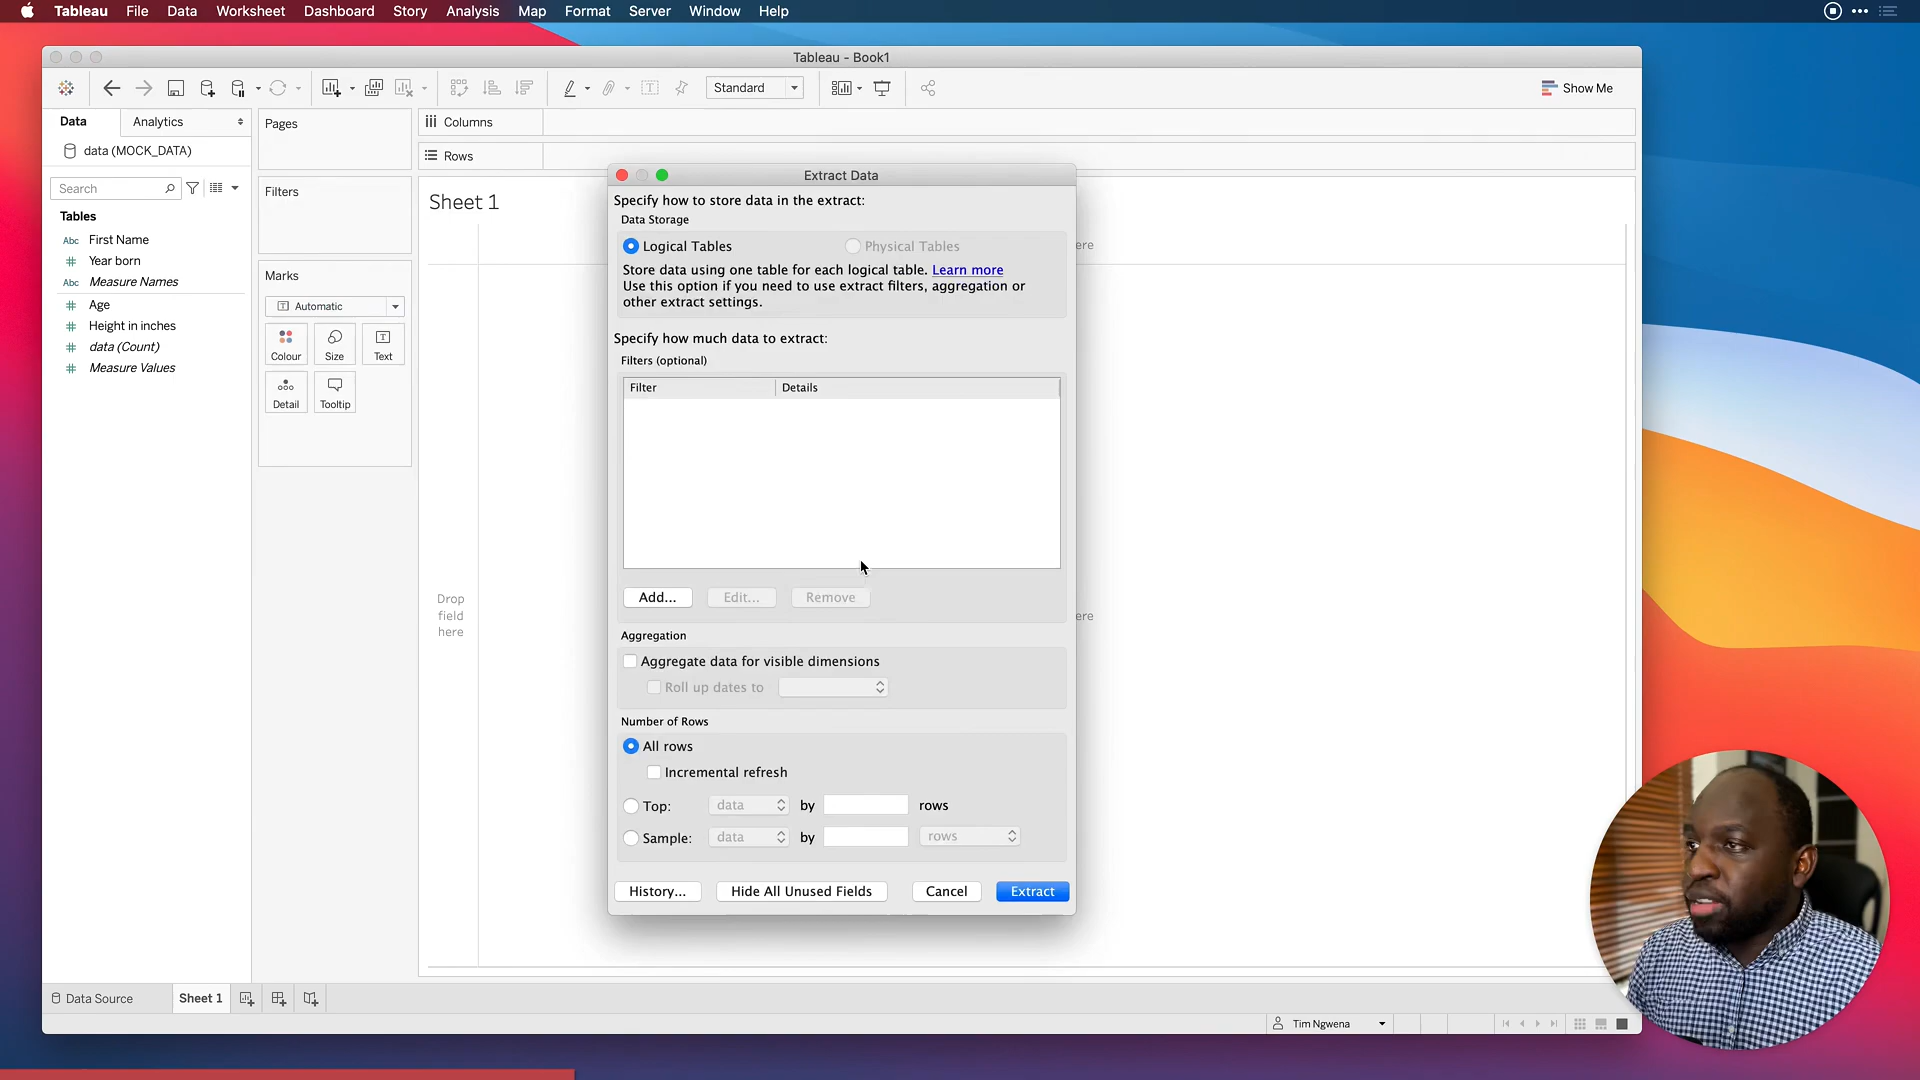 Tableau File Data Worksheet Dashboard Story Analysis Map Format Server Window Help
Tableau - Book1
Standard
Show Me
Data Analytics
data (MOCK_DATA)
Search
Tables
Abc First Name
# Year born
Abc Measure Names
# Age
# Height in inches
# data (Count)
# Measure Values
Pages
Filters
Marks
Automatic
Colour Size Text
Detail Tooltip
Columns
Rows
Sheet 1
ere
Drop
field
here
ere
Extract Data
Specify how to store data in the extract:
Data Storage
Logical Tables Physical Tables
Store data using one table for each logical table. Learn more
Use this option if you need to use extract filters, aggregation or
other extract settings.
Specify how much data to extract:
Filters (optional)
Filter Details
Add... Edit... Remove
Aggregation
Aggregate data for visible dimensions
Roll up dates to
Number of Rows
All rows
Incremental refresh
Top: data by rows
Sample: data by rows
History... Hide All Unused Fields Cancel Extract
Data Source Sheet 1
Tim Ngwena